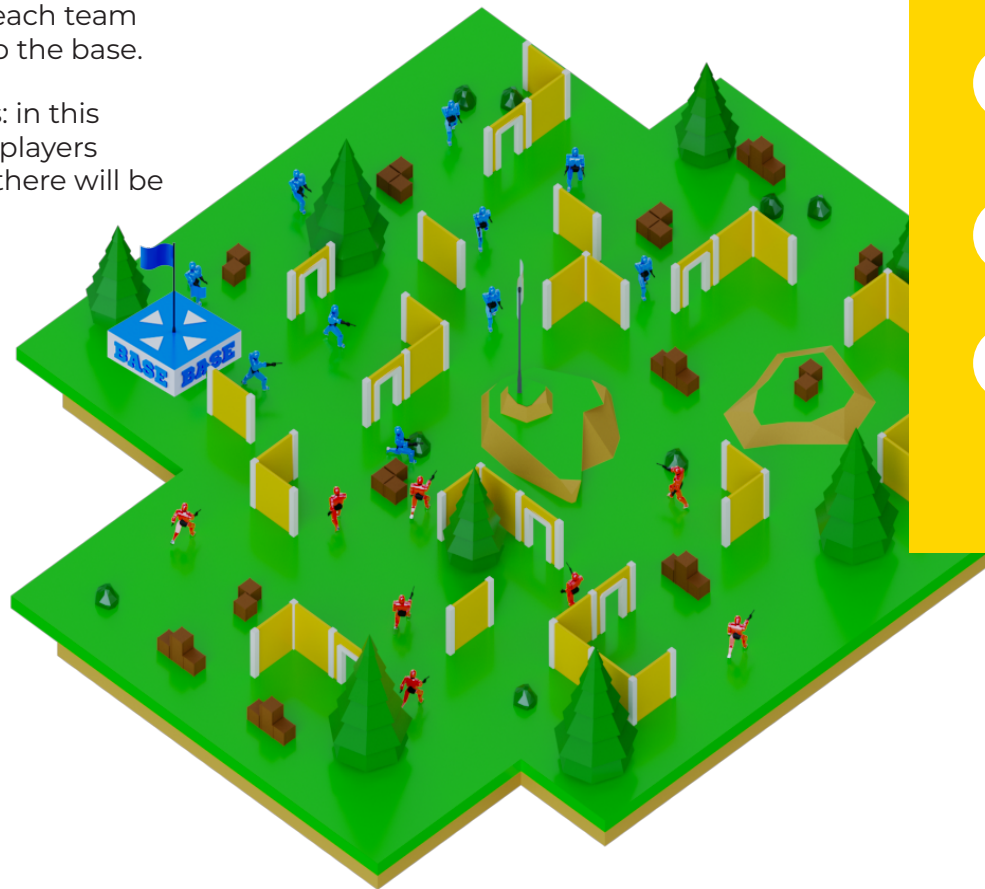 each team
o the base.
s: in this
players
there will be
BASE BASE